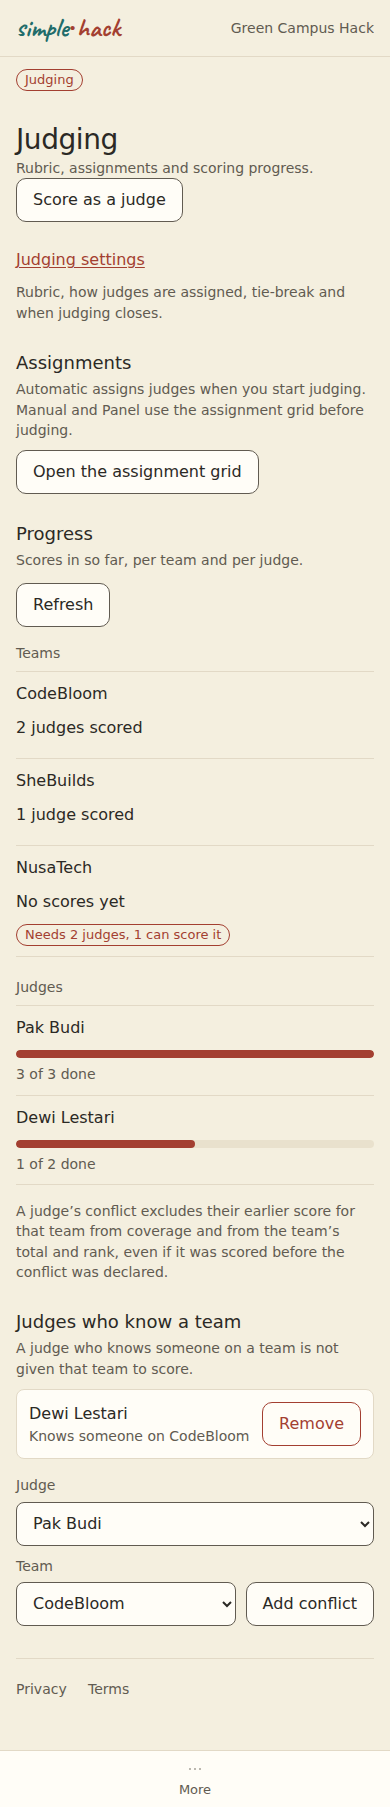 simple·hack
Green Campus Hack
Judging
Judging
Rubric, assignments and scoring progress.
Score as a judge
Judging settings
Rubric, how judges are assigned, tie-break and
when judging closes.
Assignments
Automatic assigns judges when you start judging.
Manual and Panel use the assignment grid before
judging.
Open the assignment grid
Progress
Scores in so far, per team and per judge.
Refresh
Teams
CodeBloom
2 judges scored
SheBuilds
1 judge scored
NusaTech
No scores yet
Needs 2 judges, 1 can score it
Judges
Pak Budi
3 of 3 done
Dewi Lestari
1 of 2 done
A judge’s conflict excludes their earlier score for
that team from coverage and from the team’s
total and rank, even if it was scored before the
conflict was declared.
Judges who know a team
A judge who knows someone on a team is not
given that team to score.
Dewi Lestari
Knows someone on CodeBloom
Remove
Judge
Pak Budi
Team
CodeBloom
Add conflict
Privacy
Terms
...
More